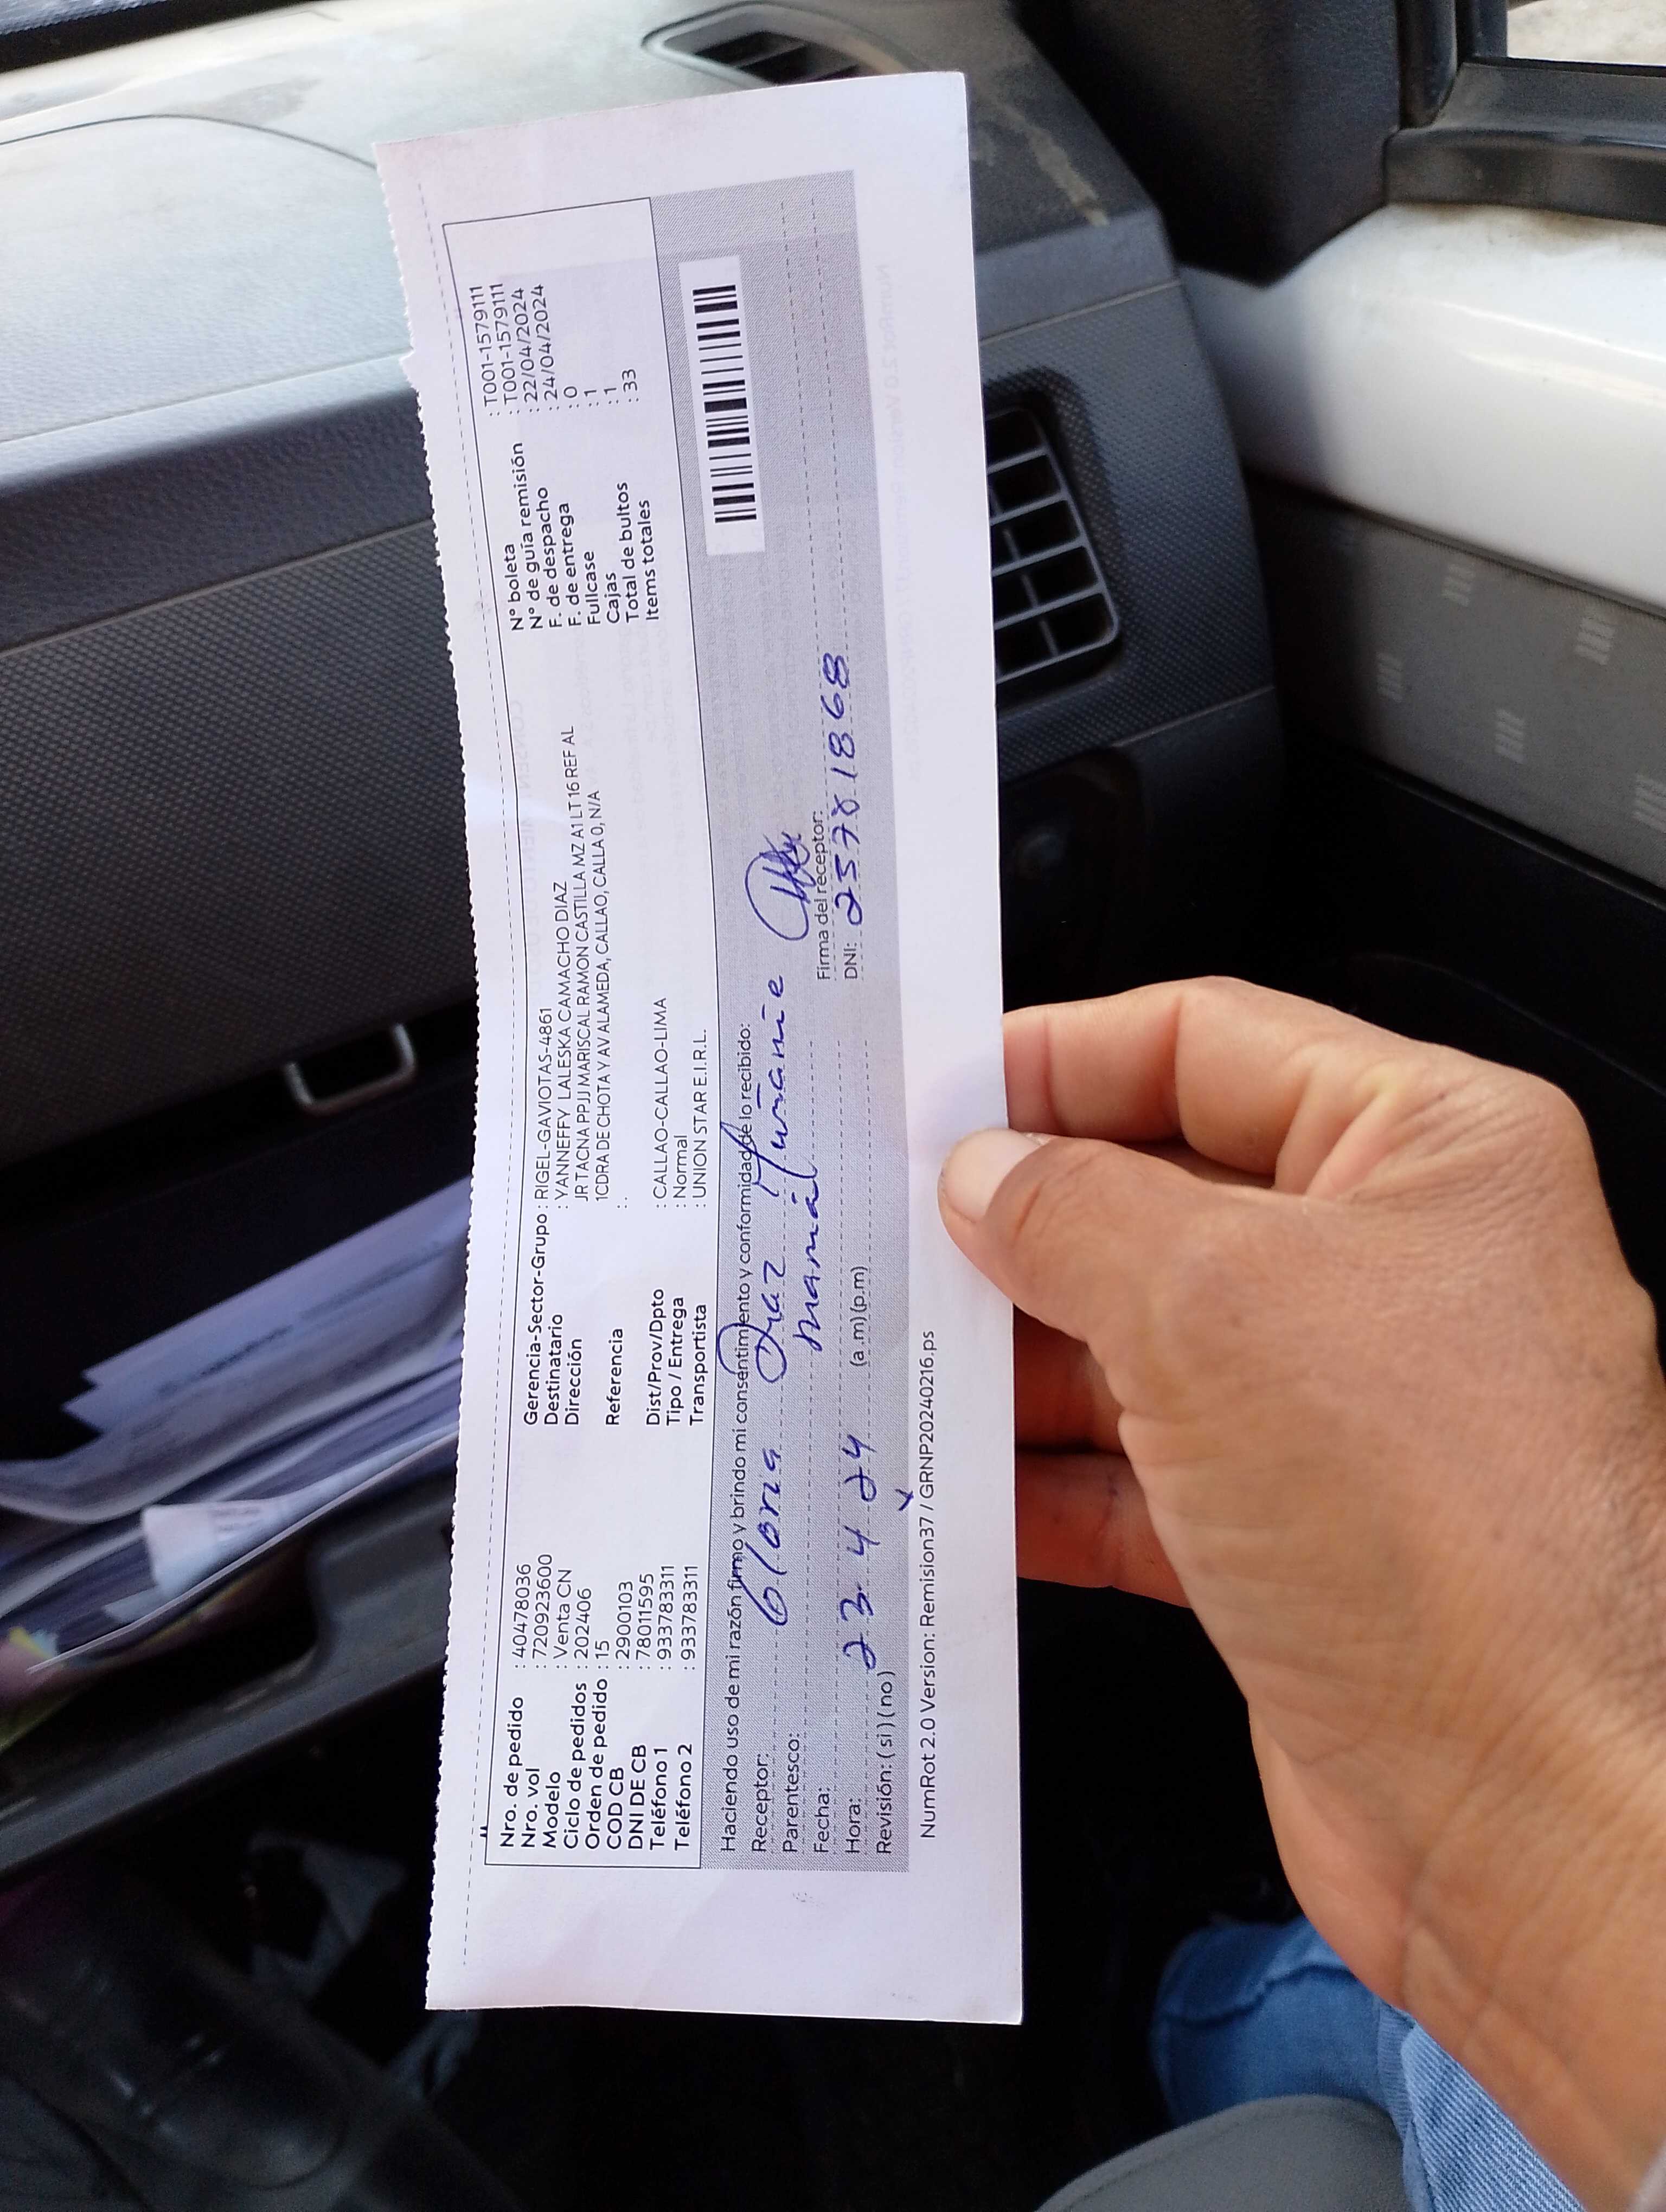 Nro. de pedido : 40478036
Nro. vol : 720923600
Modelo : Venta CN
Ciclo de pedidos : 202406
Orden de pedido : 15
COD CB : 2900103
DNI DE CB : 78011595
Teléfono 1 : 933783311
Teléfono 2 : 933783311
Gerencia-Sector-Grupo : RIGEL-GAVIOTAS-4861
Destinatario : YANNEFFY LALESKA CAMACHO DIAZ
Dirección JR TACNA PPJJ MARISCAL RAMON CASTILLA MZ A1 LT 16 REF AL
1CDRA DE CHOTA Y AV ALAMEDA, CALLAO, CALLA O, N/A
Referencia : .
Dist/Prov/Dpto : CALLAO-CALLAO-LIMA
Tipo / Entrega : Normal
Transportista : UNION STAR E.I.R.L.
N° boleta : T001-1579111
N° de guía remisión : T001-1579111
F. de despacho : 22/04/2024
F. de entrega : 24/04/2024
Fullcase : 0
Cajas : 1
Total de bultos : 1
Items totales : 33
Haciendo uso de mi razón firmo y brindo mi consentimiento y conformidad de lo recibido:
Receptor: Gloria Diaz
Parentesco: mamá
Firma del receptor:
Fecha: 23 4 24
DNI: 25781868
Hora: (a.m) (p.m)
Revisión: ( si ) ( no )
NumRot 2.0 Version: Remision37 / GRNP20240216.ps